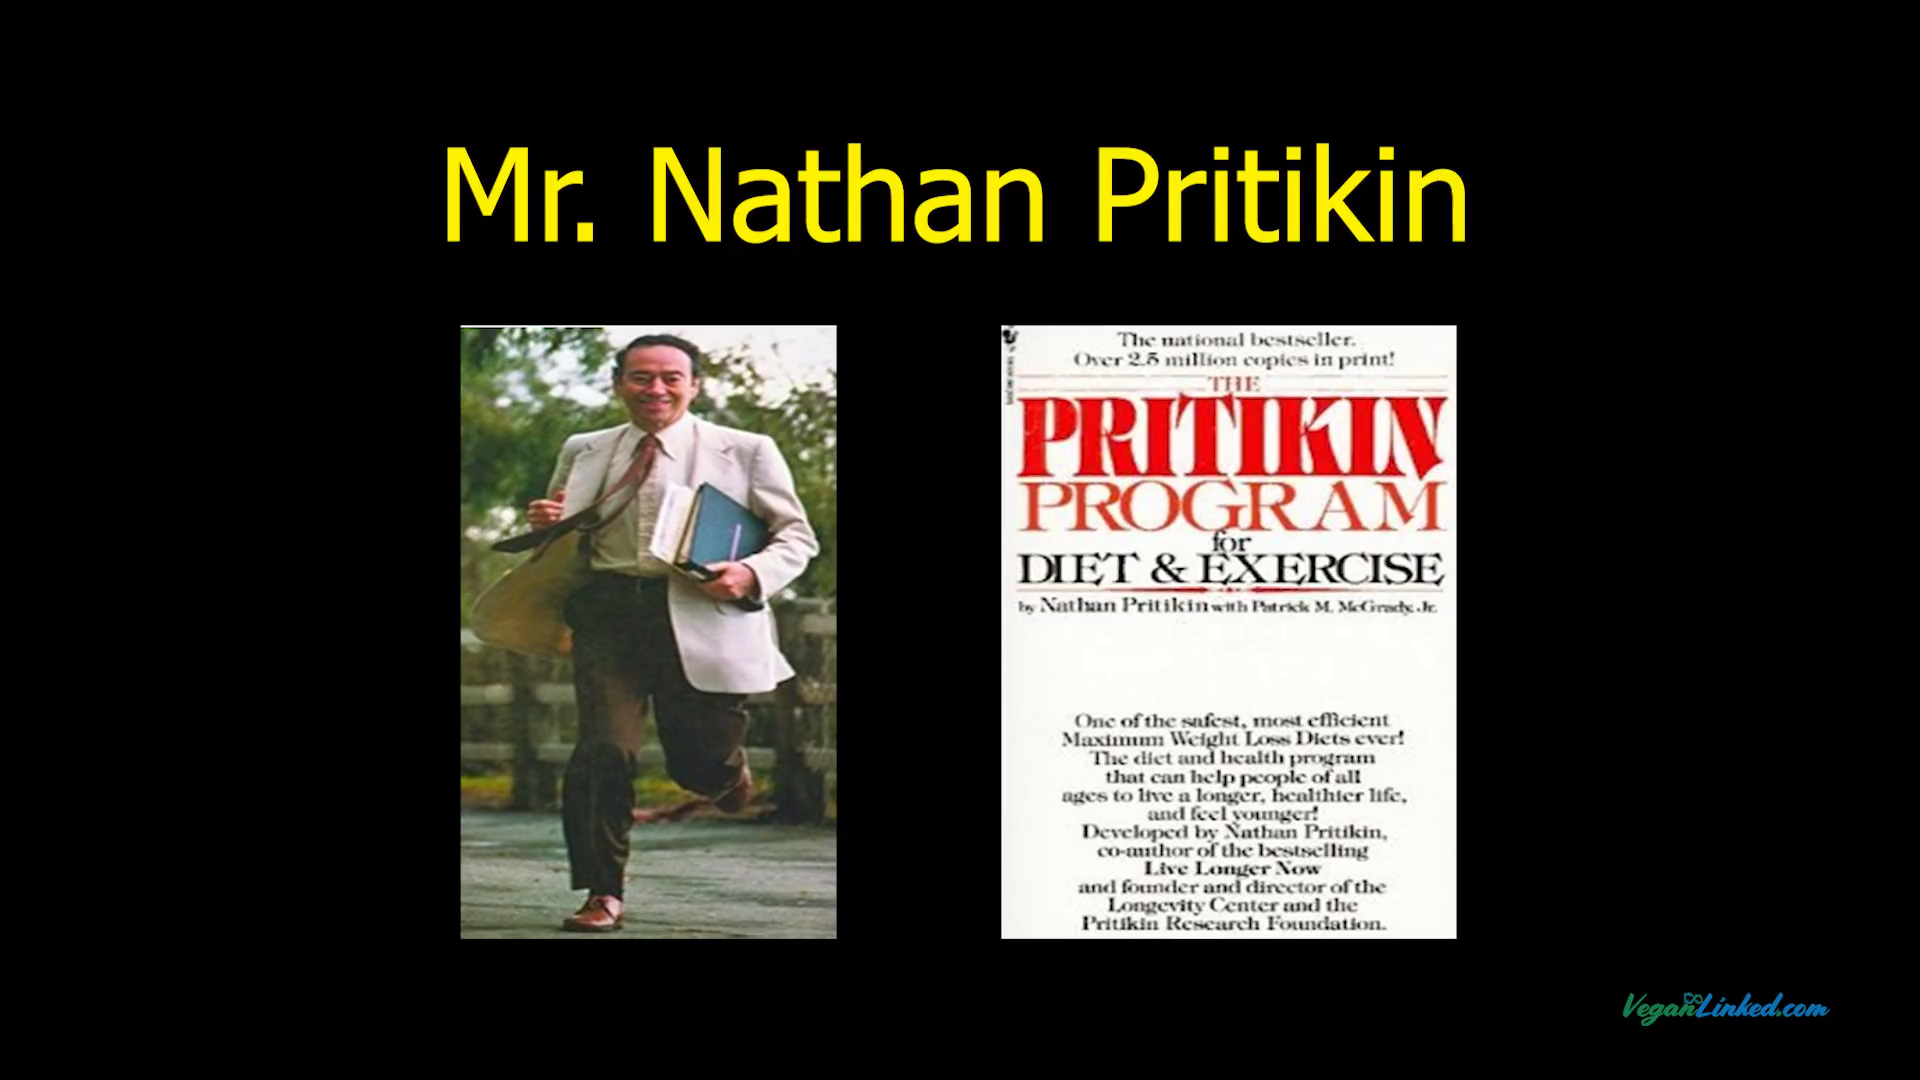 Mr. Nathan Pritikin
The national bestseller.
Over 2.5 million copies in print!
THE
PRITIKIN
PROGRAM
for
DIET & EXERCISE
by Nathan Pritikin with Patrick M. McGrady, Jr.
One of the safest, most efficient
Maximum Weight Loss Diets ever!
The diet and health program
that can help people of all
ages to live a longer, healthier life,
and feel younger!
Developed by Nathan Pritikin,
co-author of the bestselling
Live Longer Now
and founder and director of the
Longevity Center and the
Pritikin Research Foundation.
VeganLinked.com